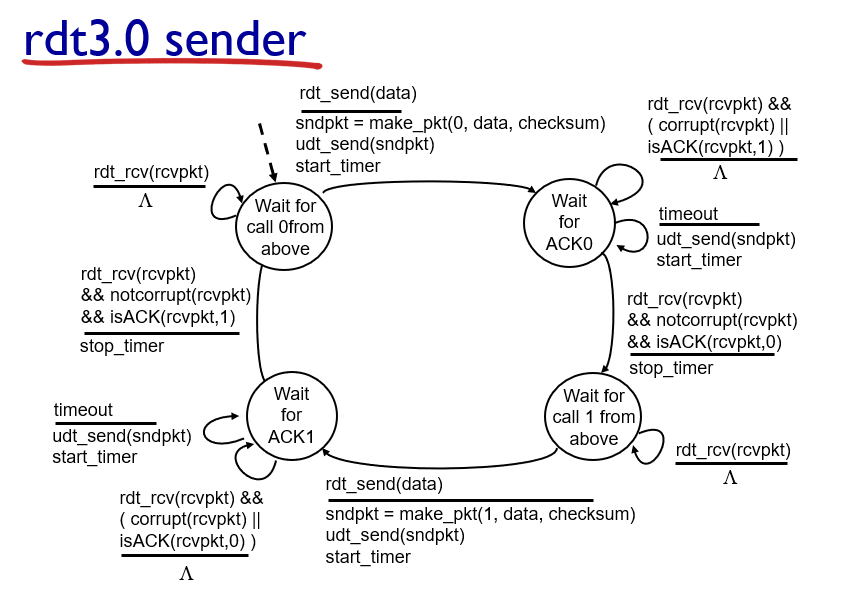 rdt3.0 sender
rdt_send(data)
sndpkt = make_pkt(0, data, checksum)
udt_send(sndpkt)
start_timer
rdt_rcv(rcvpkt) &&
( corrupt(rcvpkt) ||
isACK(rcvpkt,1) )
Λ
rdt_rcv(rcvpkt)
Λ
Wait for
call 0from
above
Wait
for
ACK0
timeout
udt_send(sndpkt)
start_timer
rdt_rcv(rcvpkt)
&& notcorrupt(rcvpkt)
&& isACK(rcvpkt,1)
stop_timer
rdt_rcv(rcvpkt)
&& notcorrupt(rcvpkt)
&& isACK(rcvpkt,0)
stop_timer
Wait
for
ACK1
Wait for
call 1 from
above
timeout
udt_send(sndpkt)
start_timer
rdt_rcv(rcvpkt)
Λ
rdt_rcv(rcvpkt) &&
( corrupt(rcvpkt) ||
isACK(rcvpkt,0) )
Λ
rdt_send(data)
sndpkt = make_pkt(1, data, checksum)
udt_send(sndpkt)
start_timer